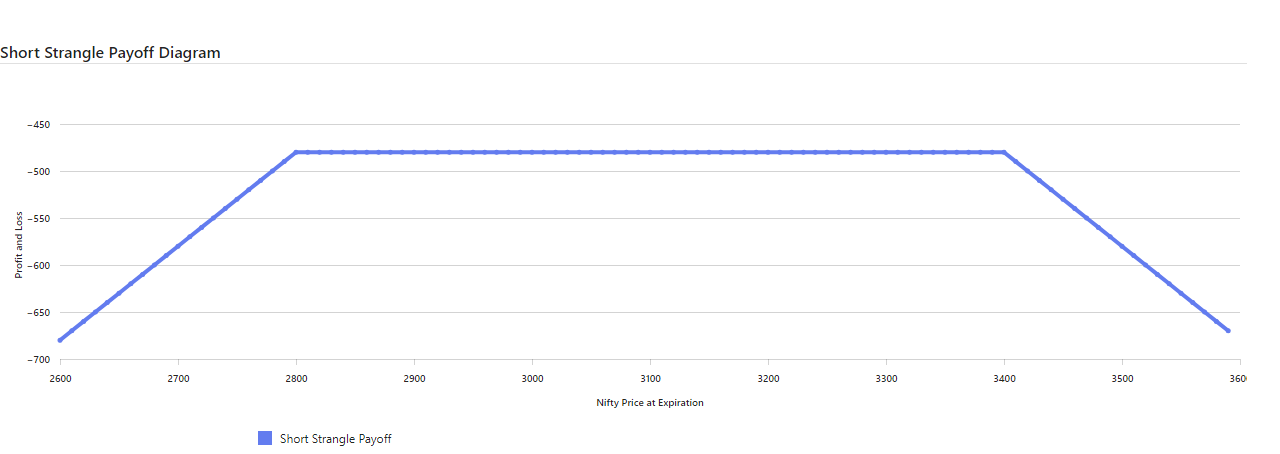 Short Strangle Payoff Diagram
−450
−500
−550
−600
−650
−700
Profit and Loss
2600 2700 2800 2900 3000 3100 3200 3300 3400 3500
Nifty Price at Expiration
Short Strangle Payoff